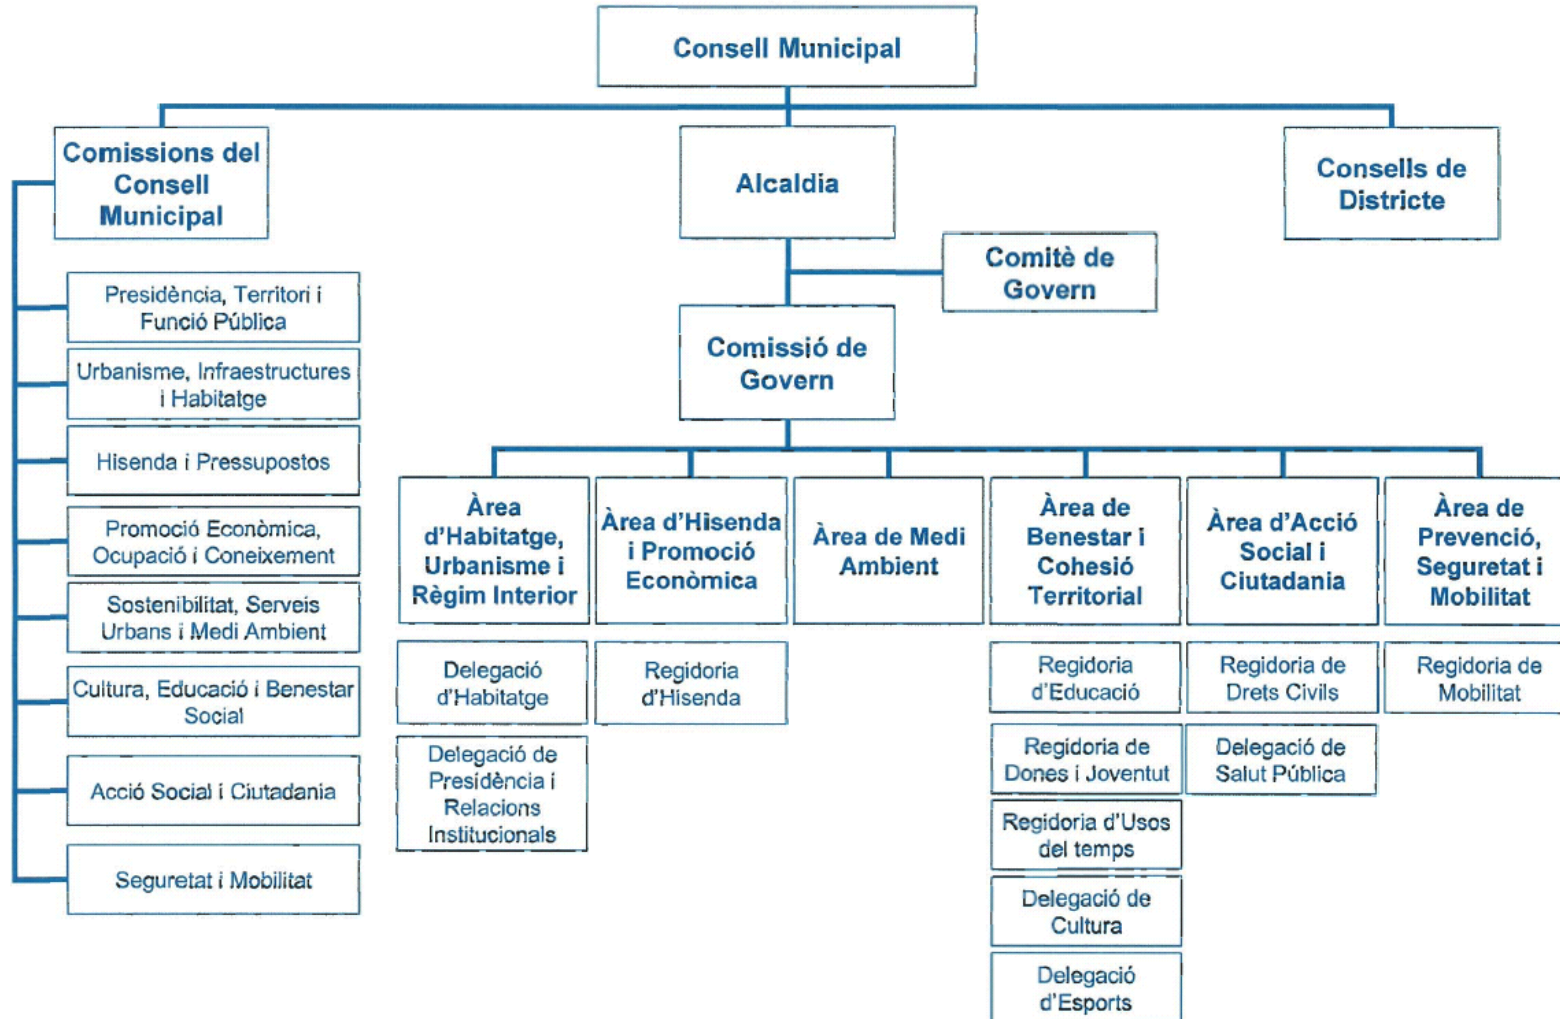 Consell Municipal
Comissions del
Consell
Municipal
Alcaldia
Consells de
Districte
Comitè de
Govern
Comissió de
Govern
Presidència, Territori i
Funció Pública
Urbanisme, Infraestructures
i Habitatge
Hisenda i Pressupostos
Promoció Econòmica,
Ocupació i Coneixement
Sostenibilitat, Serveis
Urbans i Medi Ambient
Cultura, Educació i Benestar
Social
Acció Social i Ciutadania
Seguretat i Mobilitat
Àrea
d'Habitatge,
Urbanisme i
Règim Interior
Delegació
d'Habitatge
Delegació de
Presidència i
Relacions
Institucionals
Àrea d'Hisenda
i Promoció
Econòmica
Regidoria
d'Hisenda
Àrea de Medi
Ambient
Àrea de
Benestar i
Cohesió
Territorial
Regidoria
d'Educació
Regidoria de
Dones i Joventut
Regidoria d'Usos
del temps
Delegació de
Cultura
Delegació
d'Esports
Àrea d'Acció
Social i
Ciutadania
Regidoria de
Drets Civils
Delegació de
Salut Pública
Àrea de
Prevenció,
Seguretat i
Mobilitat
Regidoria de
Mobilitat